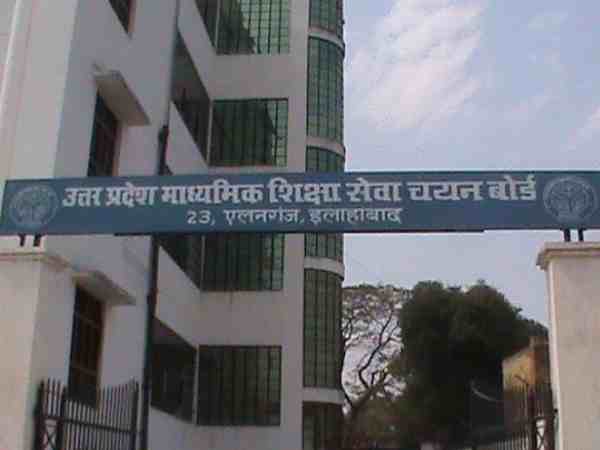 उत्तर प्रदेश माध्यमिक शिक्षा सेवा चयन बोर्ड
23, एलनगंज, इलाहाबाद